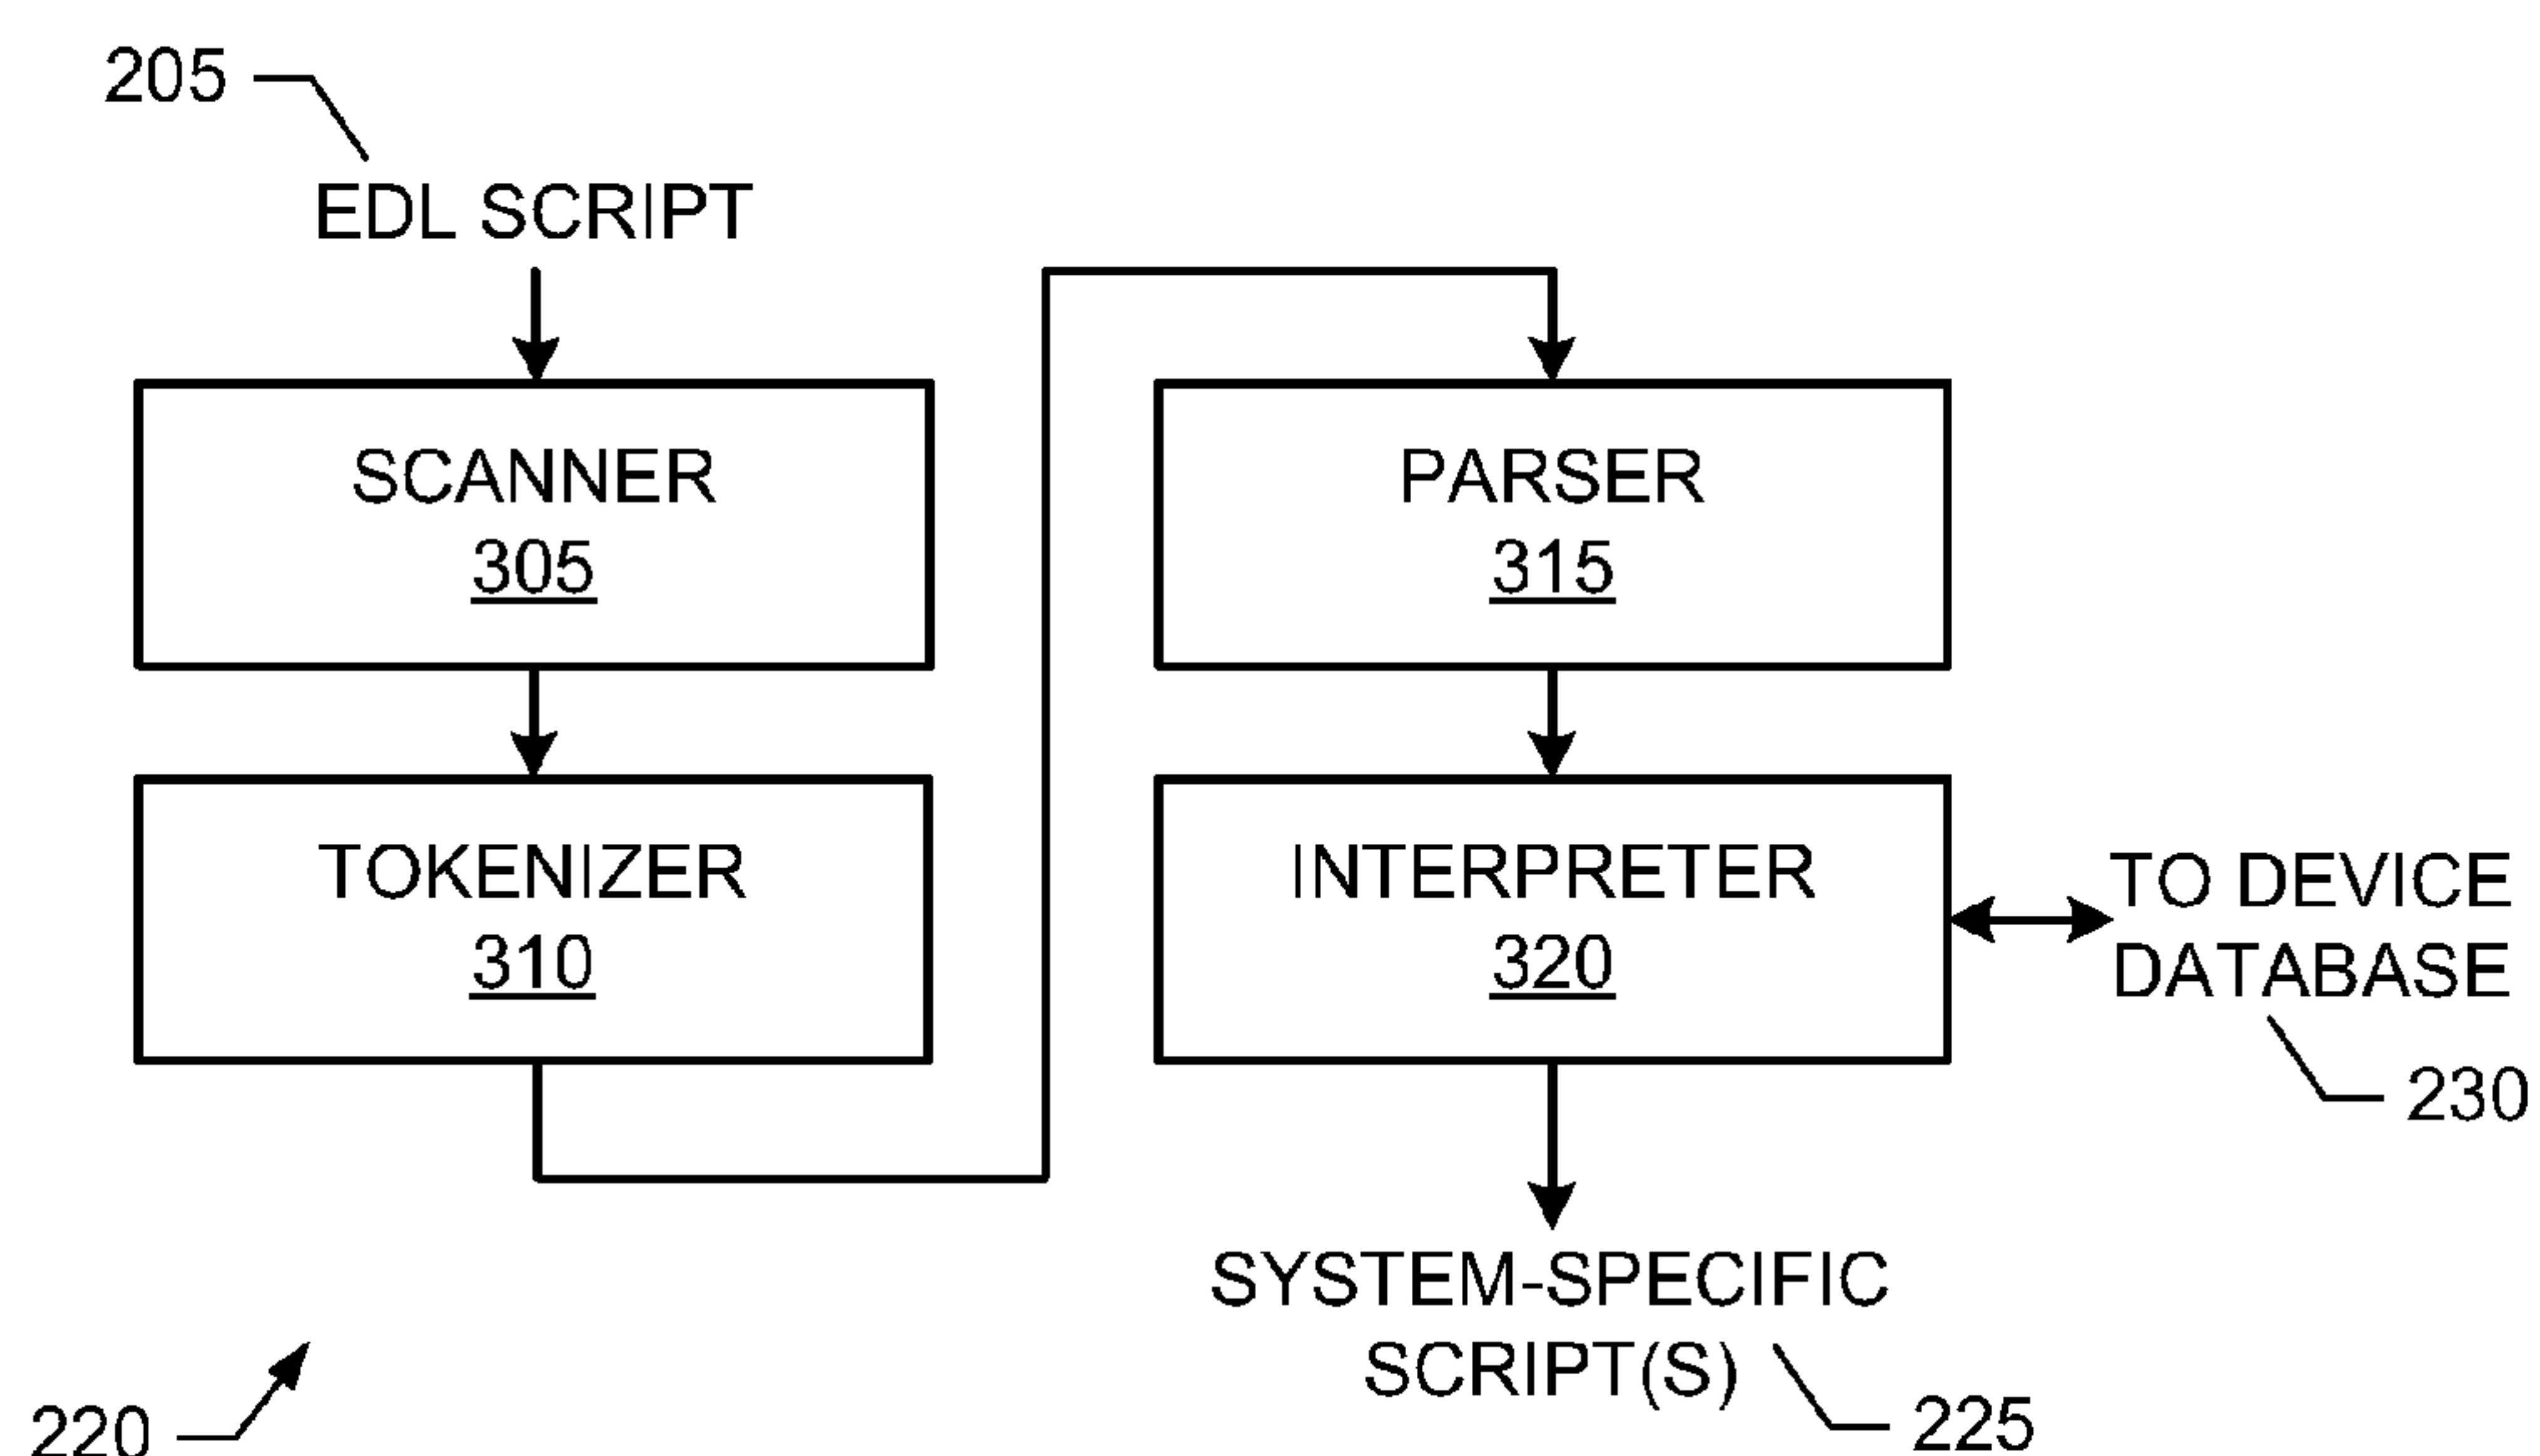 205
EDL SCRIPT
SCANNER
305
TOKENIZER
310
PARSER
315
INTERPRETER
320
TO DEVICE
DATABASE
230
SYSTEM-SPECIFIC
SCRIPT(S)
225
220